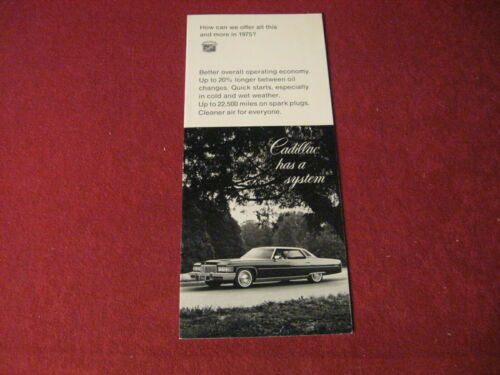 How can we offer all this
and more in 1975?
Better overall operating economy.
Up to 20% longer between oil
changes. Quick starts, especially
in cold and wet weather.
Up to 22,500 miles on spark plugs.
Cleaner air for everyone.
Cadillac
has a
system